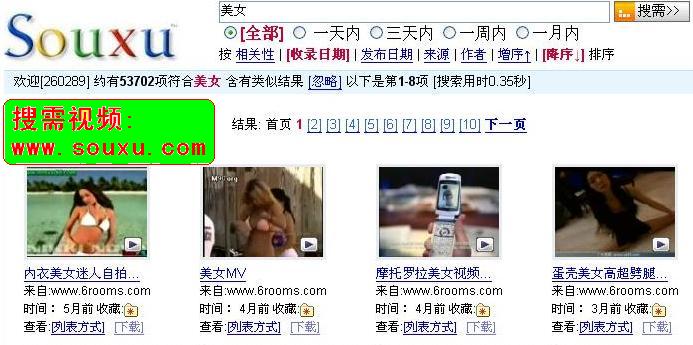 Souxu™
美女
搜需>>
[全部] 一天内 三天内 一周内 一月内
按 相关性 | [收录日期] | 发布日期 | 来源 | 作者 | 增序↑ | [降序↓] 排序
欢迎[260289] 约有53702项符合美女 含有类似结果 [忽略] 以下是第1-8项 [搜索用时0.35秒]
搜需视频:
www.souxu.com
结果: 首页 1 [2] [3] [4] [5] [6] [7] [8] [9] [10] 下一页
内衣美女迷人自拍...
来自:www.6rooms.com
时间: 5月前 收藏:
查看:[列表方式] [下载]
美女MV
来自:www.6rooms.com
时间: 4月前 收藏:
查看:[列表方式] [下载]
摩托罗拉美女视频...
来自:www.6rooms.com
时间: 4月前 收藏:
查看:[列表方式] [下载]
蛋壳美女高超劈腿...
来自:www.6rooms.com
时间: 3月前 收藏:
查看:[列表方式] [下载]